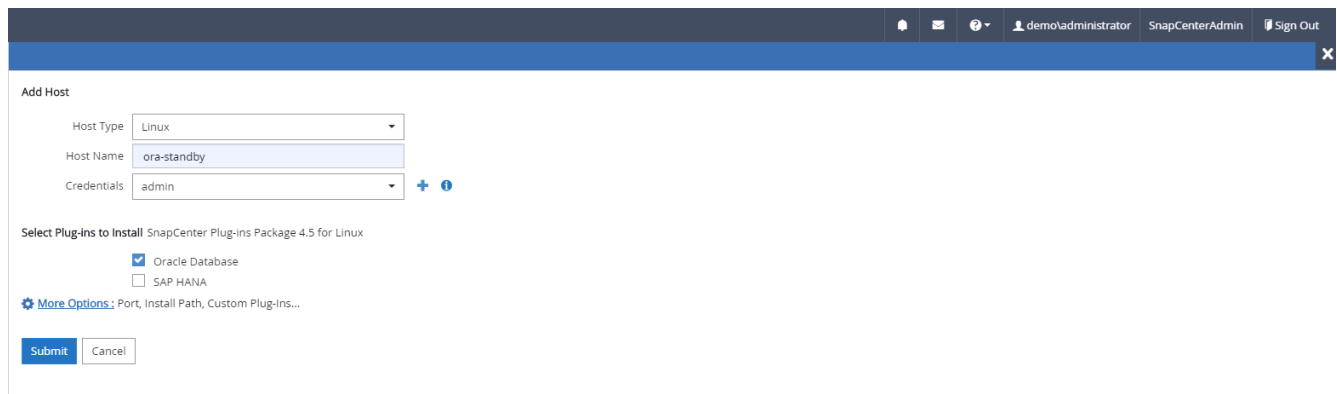 demo\administrator SnapCenterAdmin Sign Out
Add Host
Host Type Linux
Host Name ora-standby
Credentials admin
Select Plug-ins to Install SnapCenter Plug-ins Package 4.5 for Linux
Oracle Database
SAP HANA
More Options : Port, Install Path, Custom Plug-Ins...
Submit Cancel